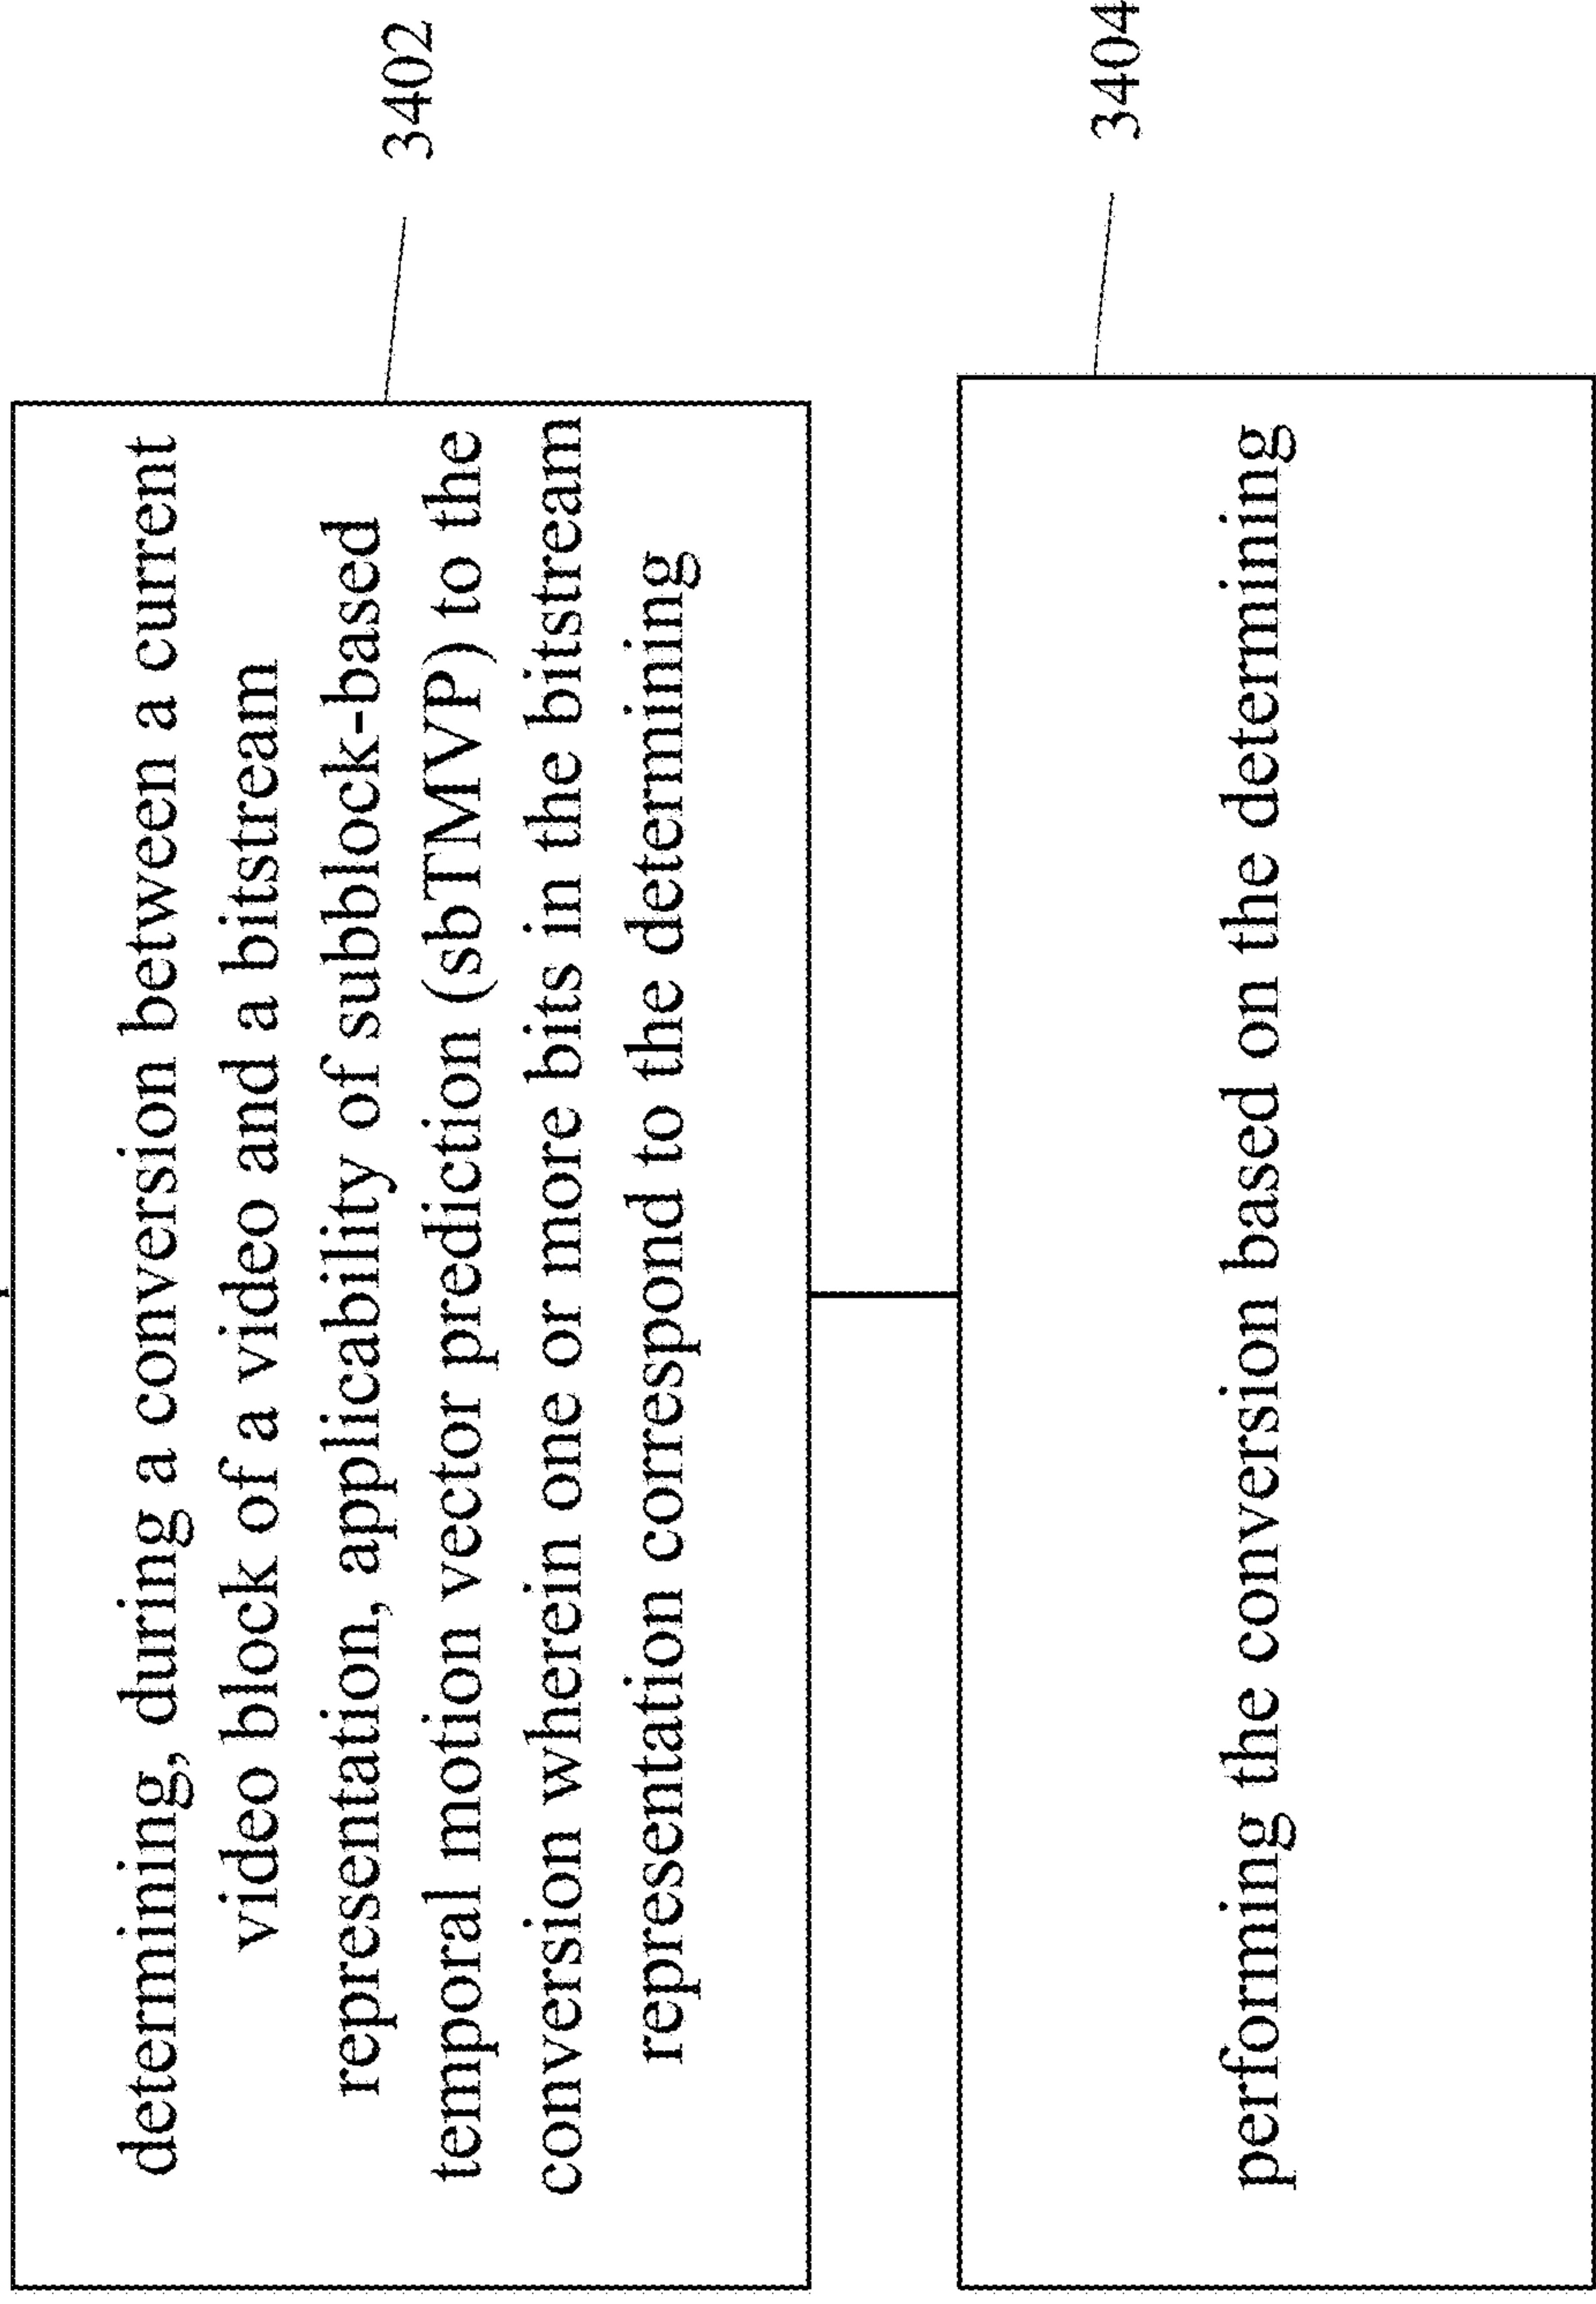 determining, during a conversion between a current
video block of a video and a bitstream
representation, applicability of subblock-based
temporal motion vector prediction (sbTMVP) to the
conversion wherein one or more bits in the bitstream
representation correspond to the determining
3402
performing the conversion based on the determining
3404